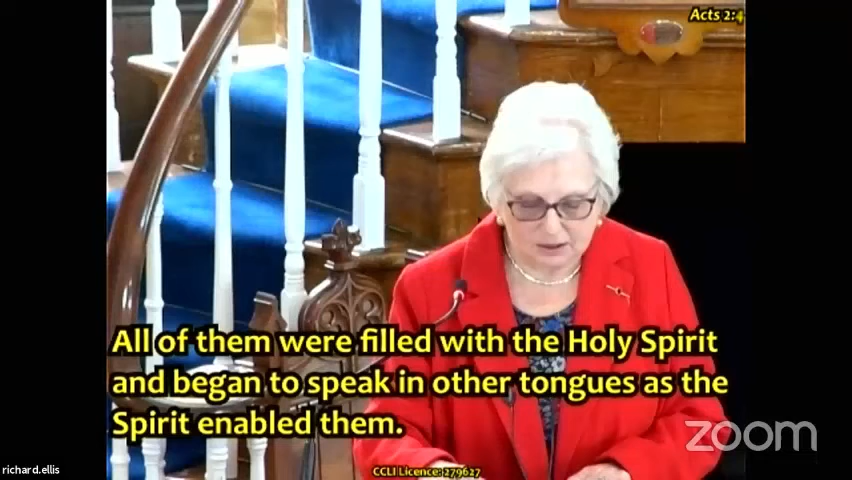 Acts 2:4
All of them were filled with the Holy Spirit
and began to speak in other tongues as the
Spirit enabled them.
zoom
CCLI Licence: 279627
richard.ellis